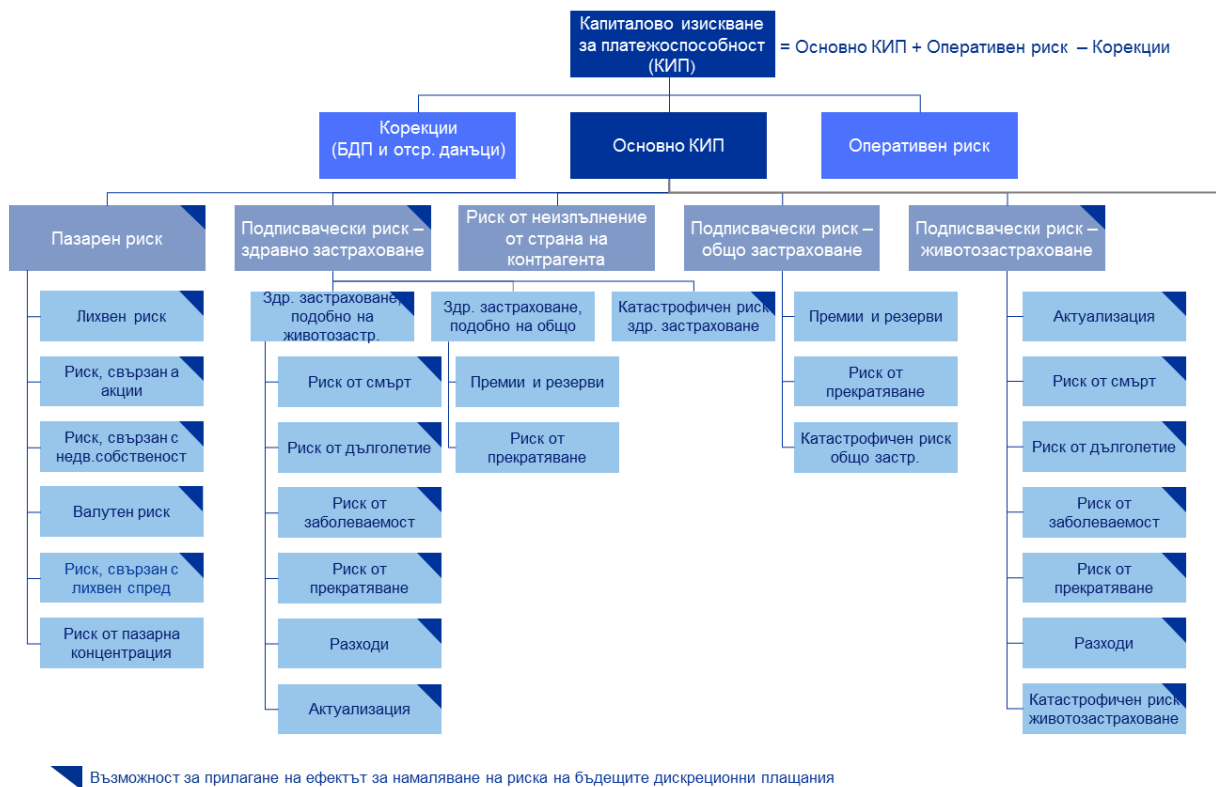 Капиталово изискване
за платежоспособност
(КИП)
= Основно КИП + Оперативен риск – Корекции
Корекции
(БДП и отср. данъци)
Основно КИП
Оперативен риск
Пазарен риск
Подписвачески риск –
здравно застраховане
Риск от неизпълнение
от страна на
контрагента
Подписвачески риск –
общо застраховане
Подписвачески риск –
животозастраховане
Лихвен риск
Риск, свързан а
акции
Риск, свързан с
недв.собственост
Валутен риск
Риск, свързан с
лихвен спред
Риск от пазарна
концентрация
Здр. застраховане,
подобно на
животозастр.
Риск от смърт
Риск от дълголетие
Риск от
заболеваемост
Риск от
прекратяване
Разходи
Актуализация
Здр. застраховане,
подобно на общо
Премии и резерви
Риск от
прекратяване
Катастрофичен риск
здр. застраховане
Премии и резерви
Риск от
прекратяване
Катастрофичен риск
общо застр.
Актуализация
Риск от смърт
Риск от дълголетие
Риск от
заболеваемост
Риск от
прекратяване
Разходи
Катастрофичен риск
животозастраховане
Възможност за прилагане на ефектът за намаляване на риска на бъдещите дискреционни плащания